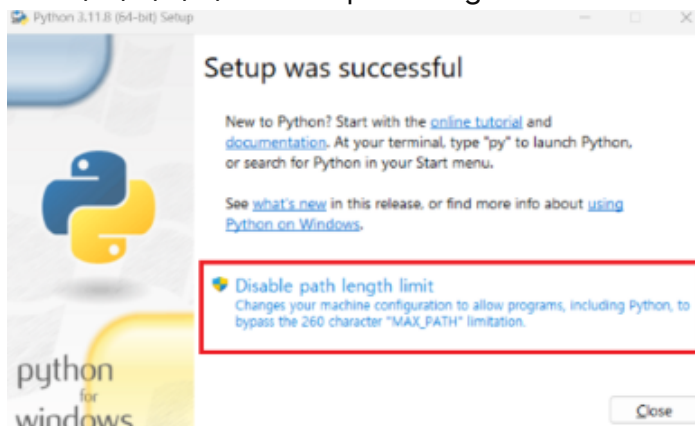 Python 3.11.8 (64-bit) Setup
Setup was successful
New to Python? Start with the online tutorial and
documentation. At your terminal, type "py" to launch Python,
or search for Python in your Start menu.
See what's new in this release, or find more info about using
Python on Windows.
Disable path length limit
Changes your machine configuration to allow programs, including Python, to
bypass the 260 character "MAX_PATH" limitation.
python
for
windows
Close